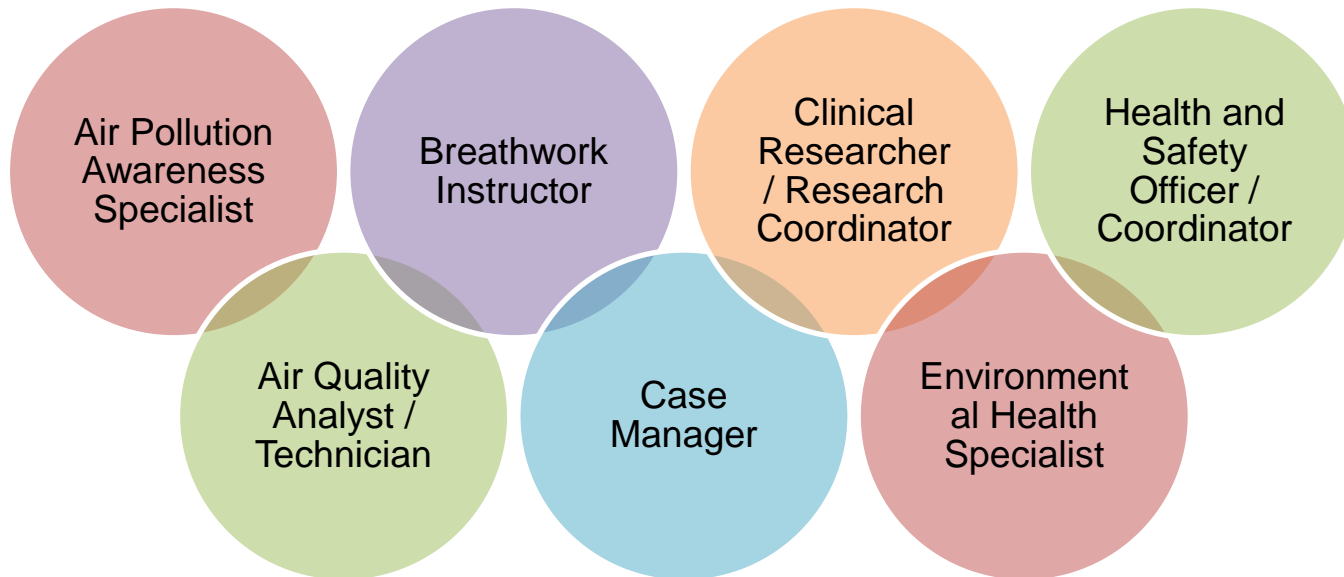 Air Pollution
Awareness
Specialist
Air Quality
Analyst /
Technician
Breathwork
Instructor
Case
Manager
Clinical
Researcher
/ Research
Coordinator
Environment
al Health
Specialist
Health and
Safety
Officer /
Coordinator